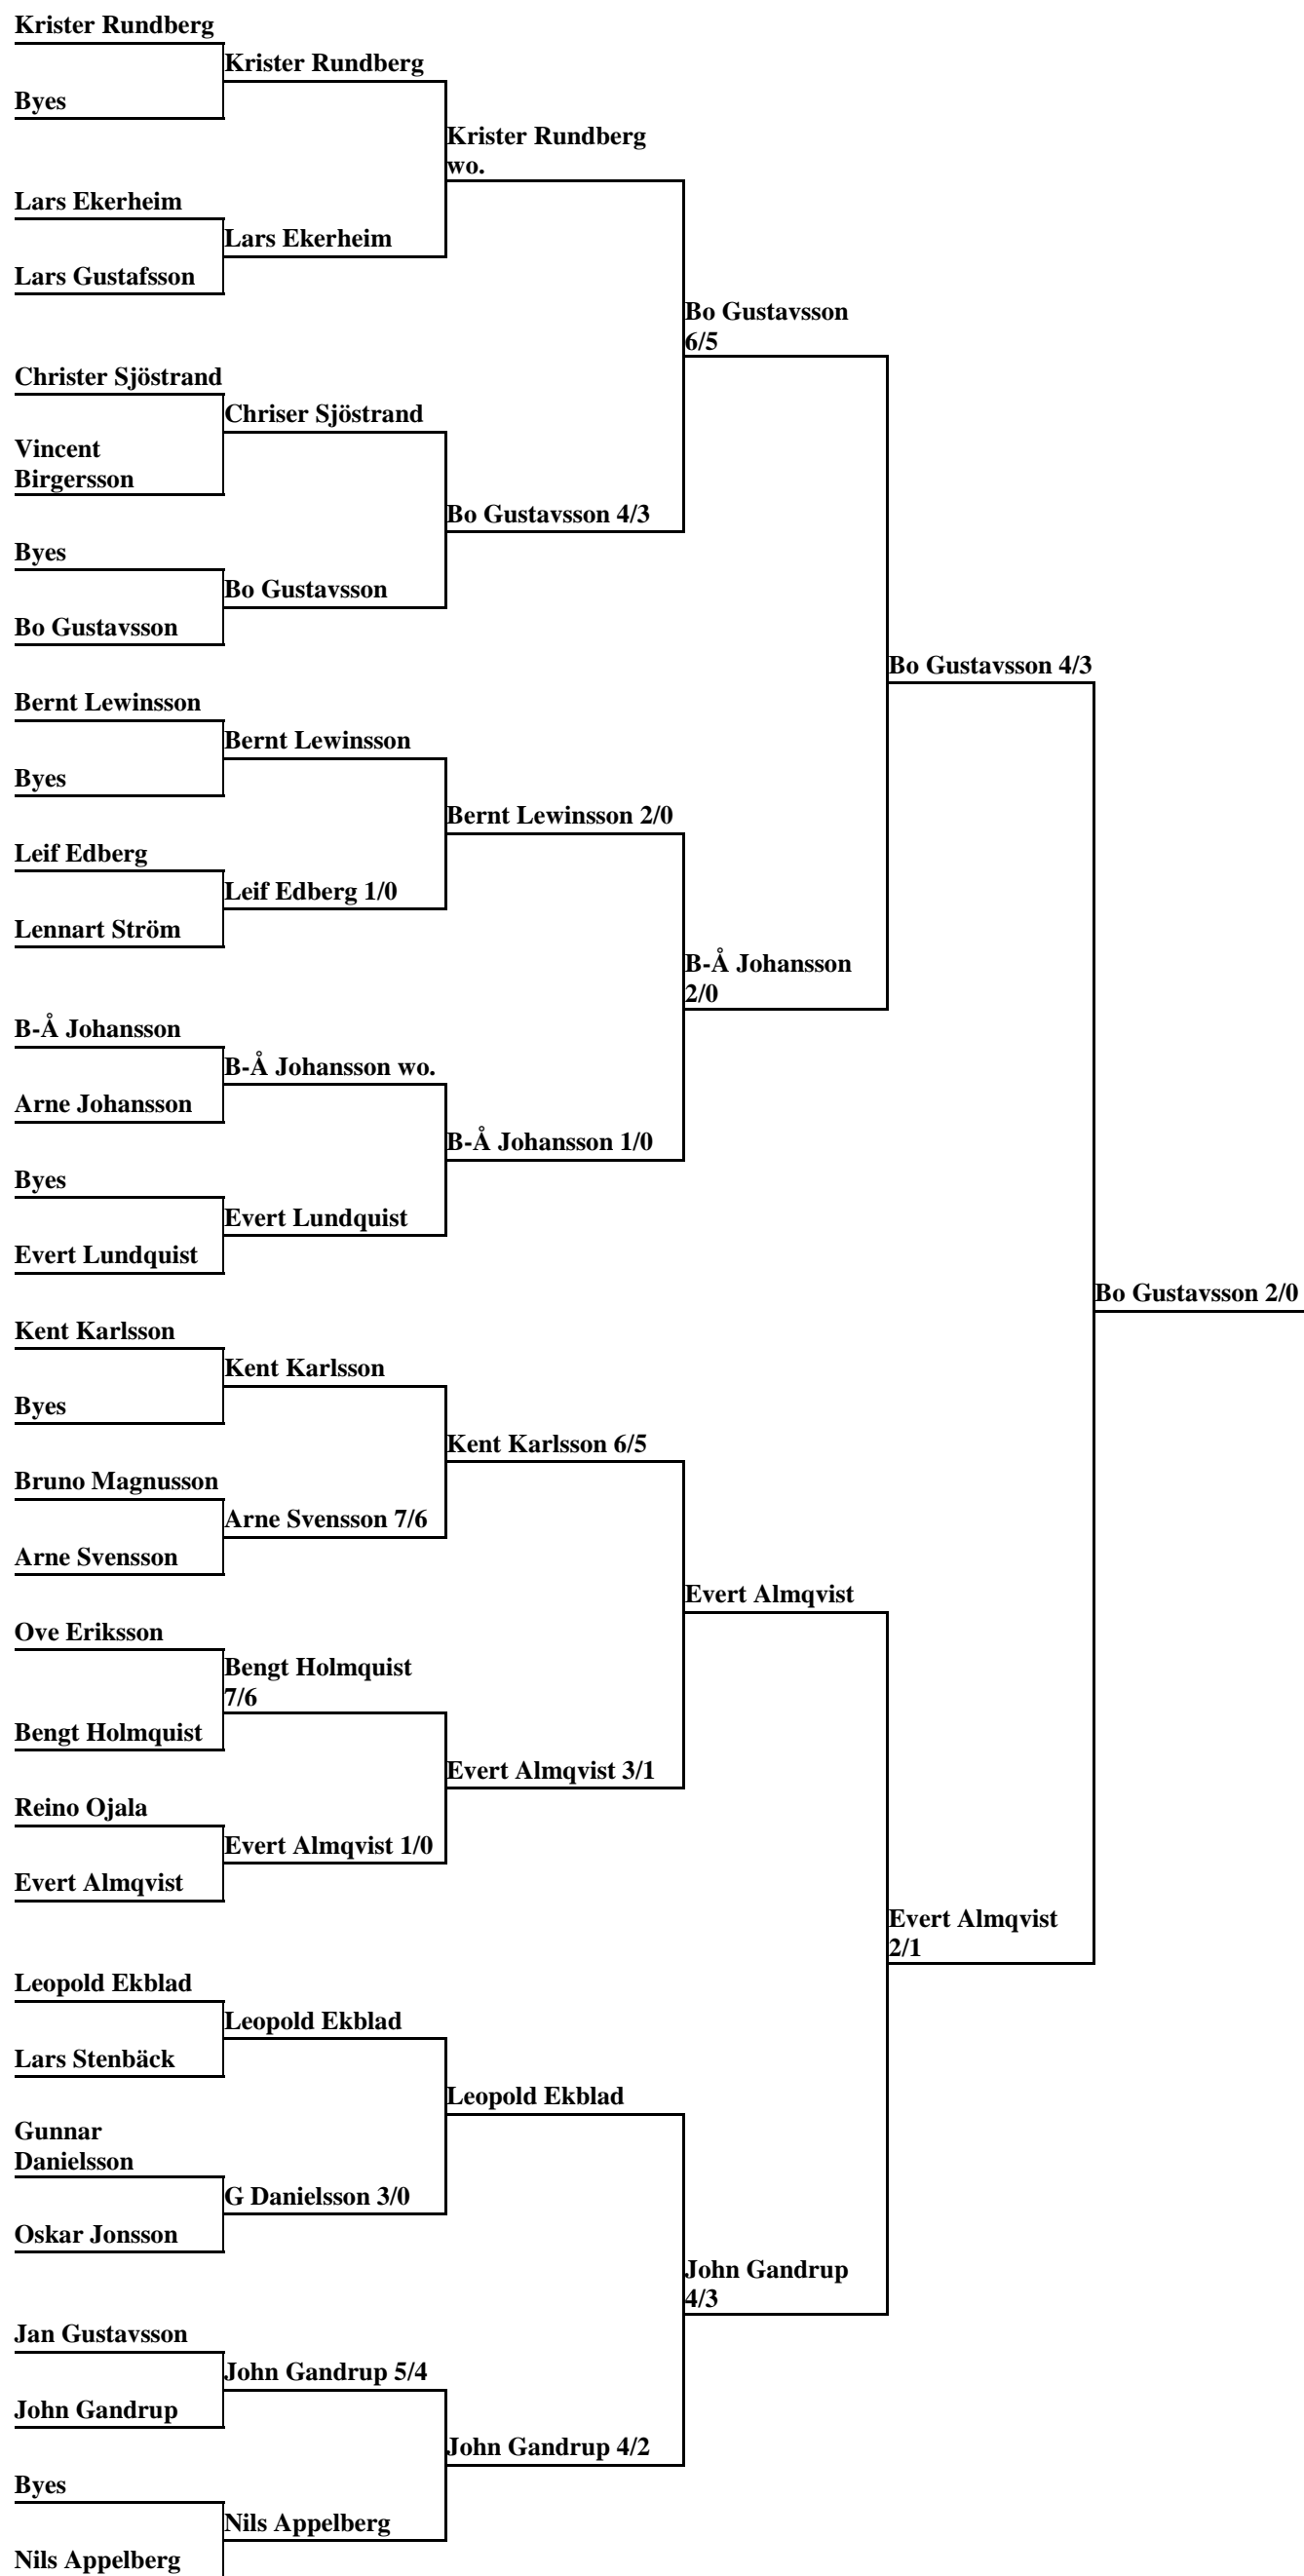 Krister Rundberg
Krister Rundberg
Byes
Krister Rundberg
wo.
Lars Ekerheim
Lars Ekerheim
Lars Gustafsson
Bo Gustavsson
6/5
Christer Sjöstrand
Chriser Sjöstrand
Vincent
Birgersson
Bo Gustavsson 4/3
Byes
Bo Gustavsson
Bo Gustavsson
Bo Gustavsson 4/3
Bernt Lewinsson
Bernt Lewinsson
Byes
Bernt Lewinsson 2/0
Leif Edberg
Leif Edberg 1/0
Lennart Ström
B-Å Johansson
2/0
B-Å Johansson
B-Å Johansson wo.
Arne Johansson
B-Å Johansson 1/0
Byes
Evert Lundquist
Evert Lundquist
Bo Gustavsson 2/0
Kent Karlsson
Kent Karlsson
Byes
Kent Karlsson 6/5
Bruno Magnusson
Arne Svensson 7/6
Arne Svensson
Evert Almqvist
Ove Eriksson
Bengt Holmquist
7/6
Bengt Holmquist
Evert Almqvist 3/1
Reino Ojala
Evert Almqvist 1/0
Evert Almqvist
Evert Almqvist
2/1
Leopold Ekblad
Leopold Ekblad
Lars Stenbäck
Leopold Ekblad
Gunnar
Danielsson
G Danielsson 3/0
Oskar Jonsson
John Gandrup
4/3
Jan Gustavsson
John Gandrup 5/4
John Gandrup
John Gandrup 4/2
Byes
Nils Appelberg
Nils Appelberg